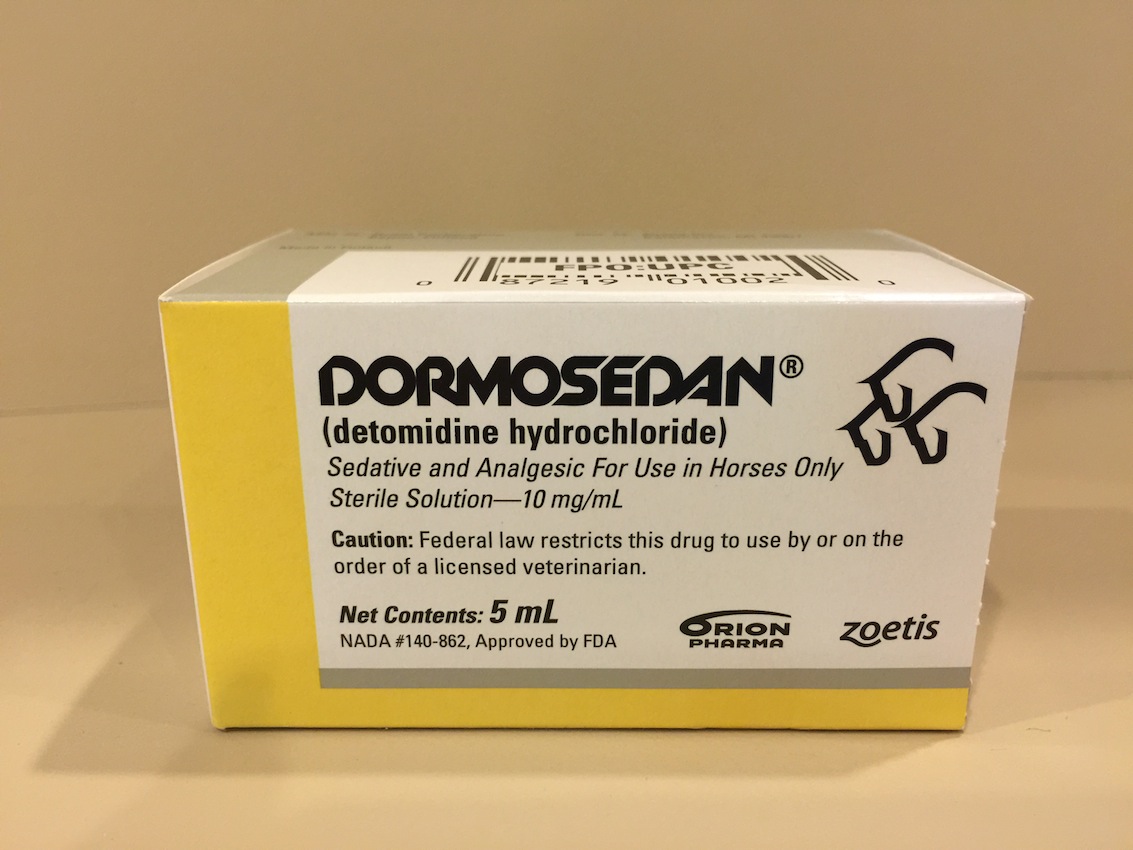 FPO:UPC
0 87219 01002 0
DORMOSEDAN®
(detomidine hydrochloride)
Sedative and Analgesic For Use in Horses Only
Sterile Solution—10 mg/mL
Caution: Federal law restricts this drug to use by or on the
order of a licensed veterinarian.
Net Contents: 5 mL
NADA #140-862, Approved by FDA
ORION
PHARMA
zoetis